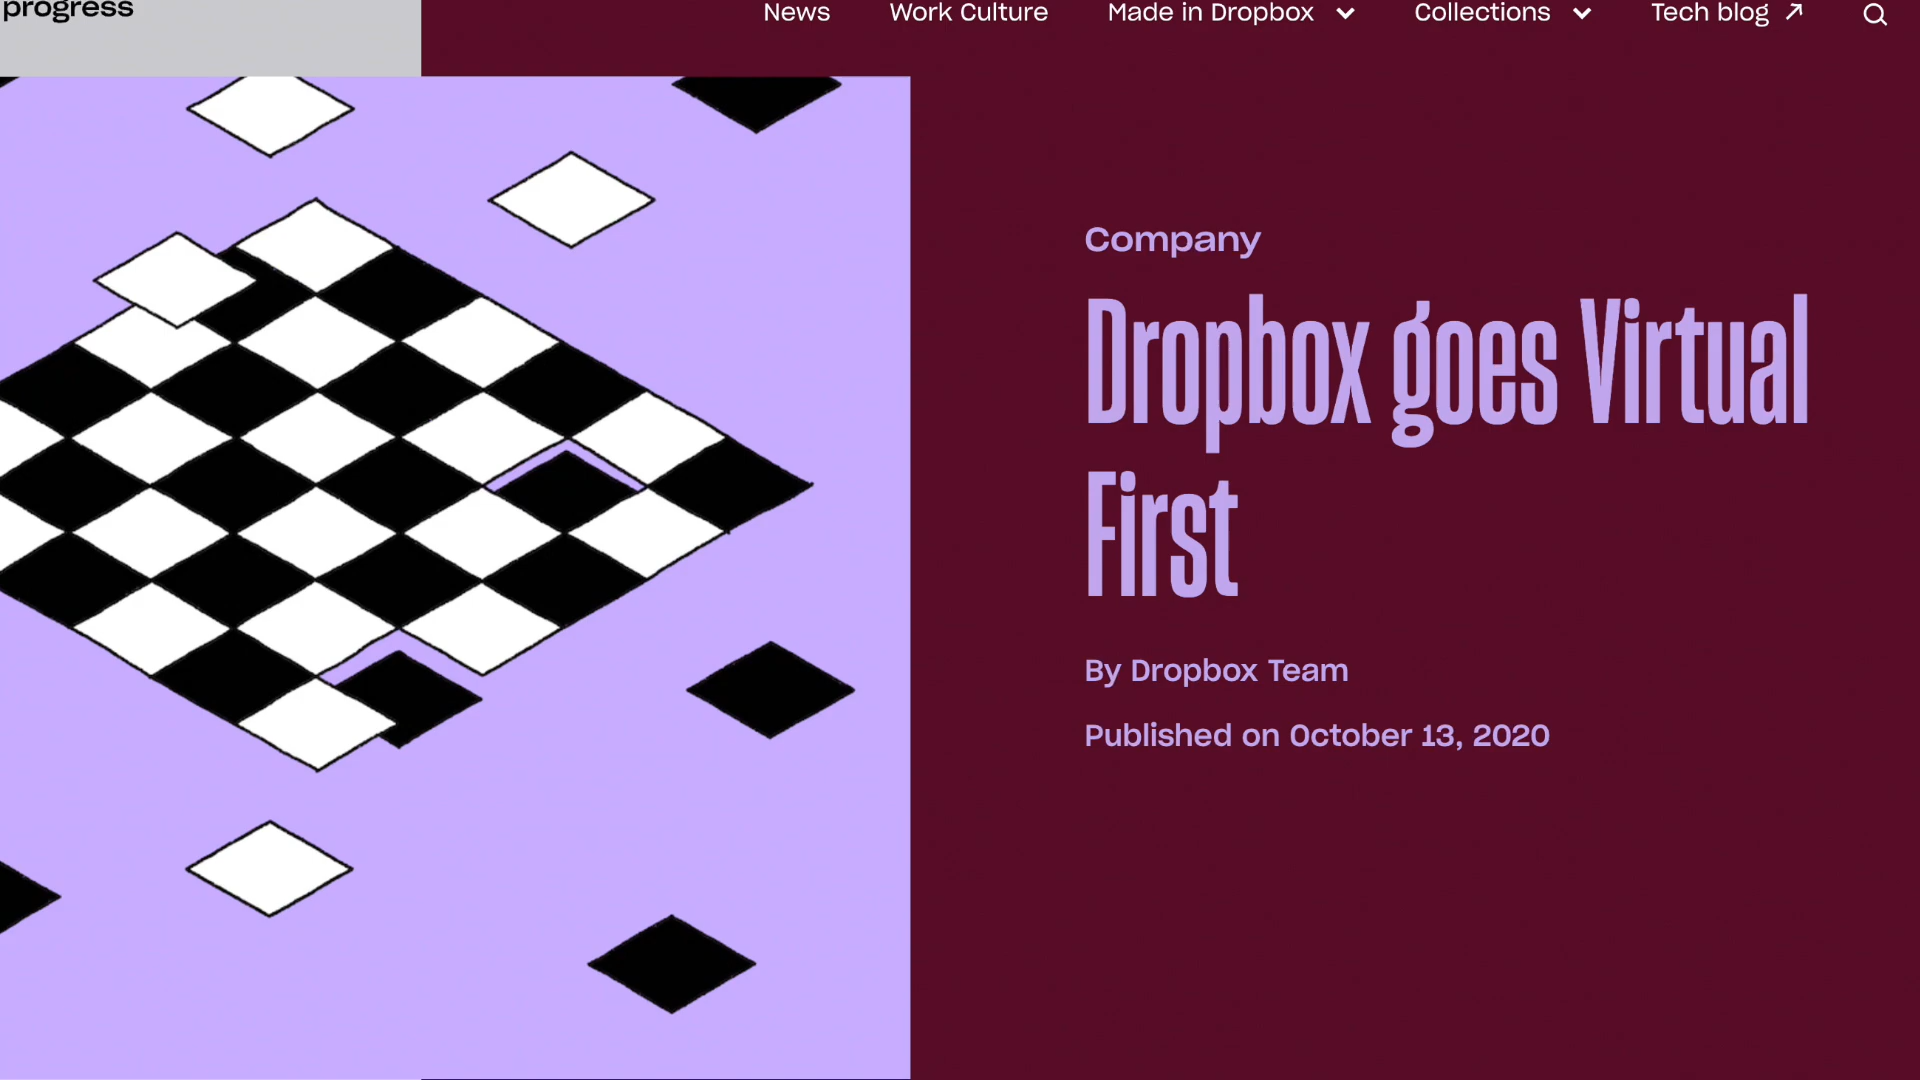 progress
News Work Culture Made in Dropbox Collections Tech blog
Company
Dropbox goes Virtual
First
By Dropbox Team
Published on October 13, 2020